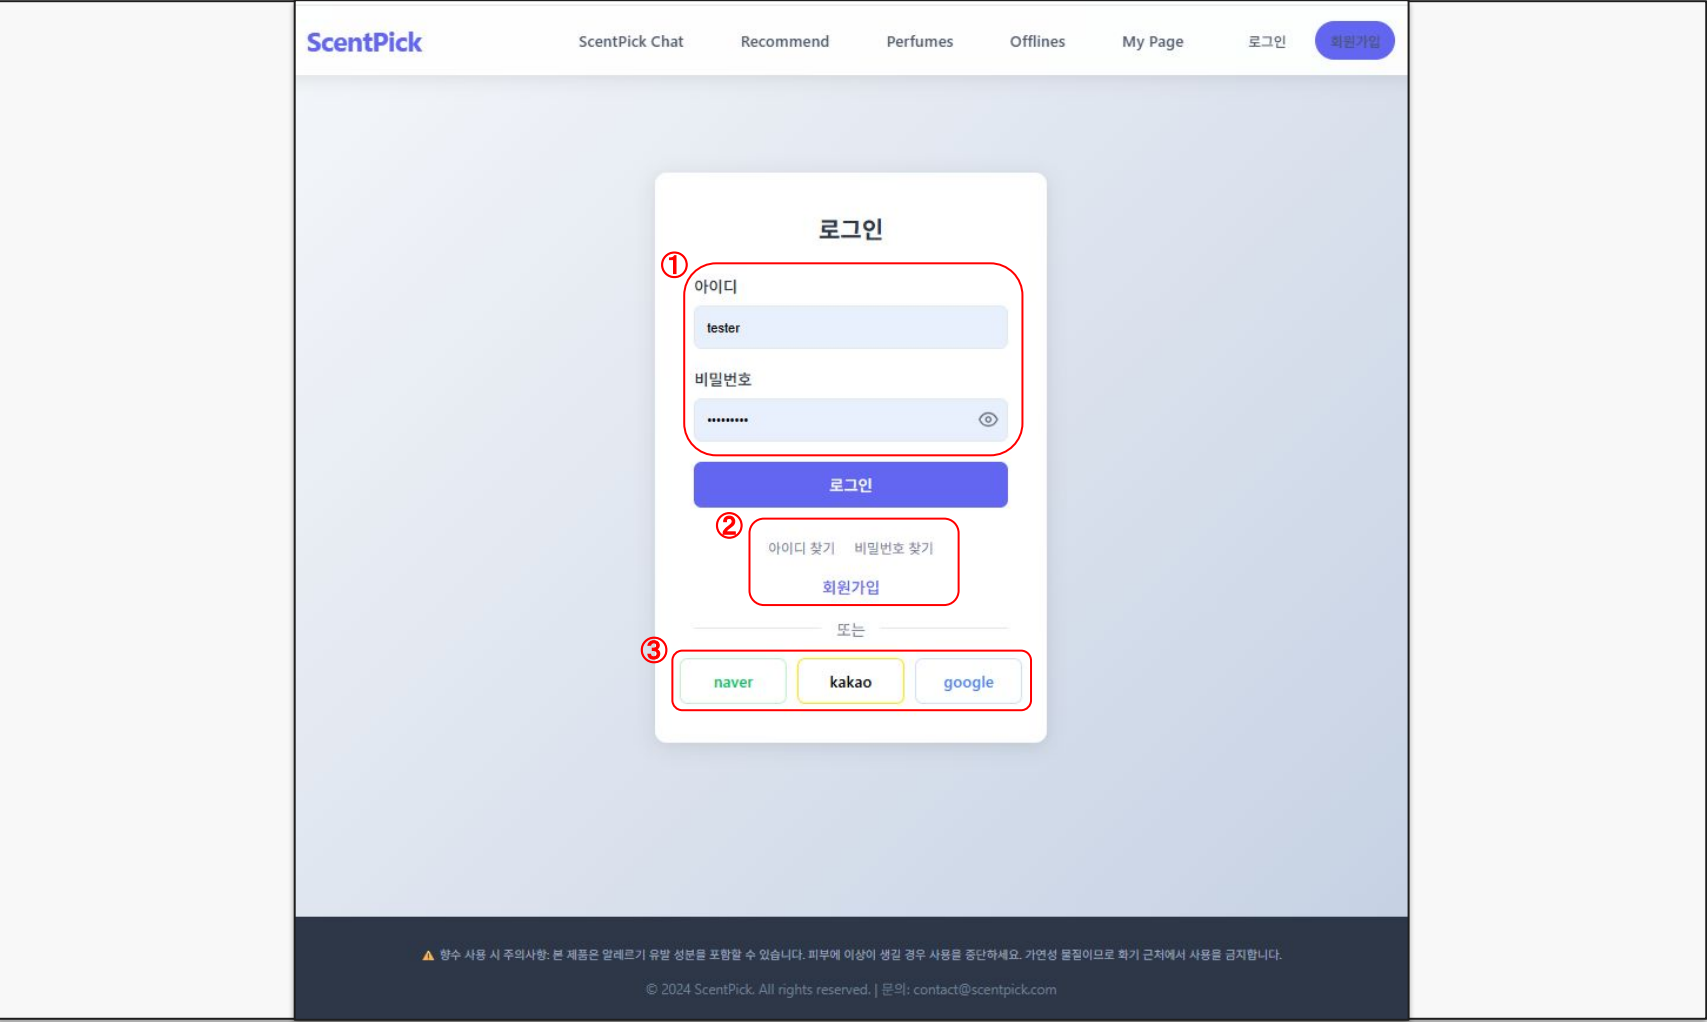 ScentPick ScentPick Chat Recommend Perfumes Offlines My Page 로그인 회원가입
로그인
①
아이디
tester
비밀번호
•••••••••
로그인
②
아이디 찾기 비밀번호 찾기
회원가입
또는
③
naver kakao google
⚠ 향수 사용 시 주의사항: 본 제품은 알레르기 유발 성분을 포함할 수 있습니다. 피부에 이상이 생길 경우 사용을 중단하세요. 가연성 물질이므로 화기 근처에서 사용을 금지합니다.
© 2024 ScentPick. All rights reserved. | 문의: contact@scentpick.com